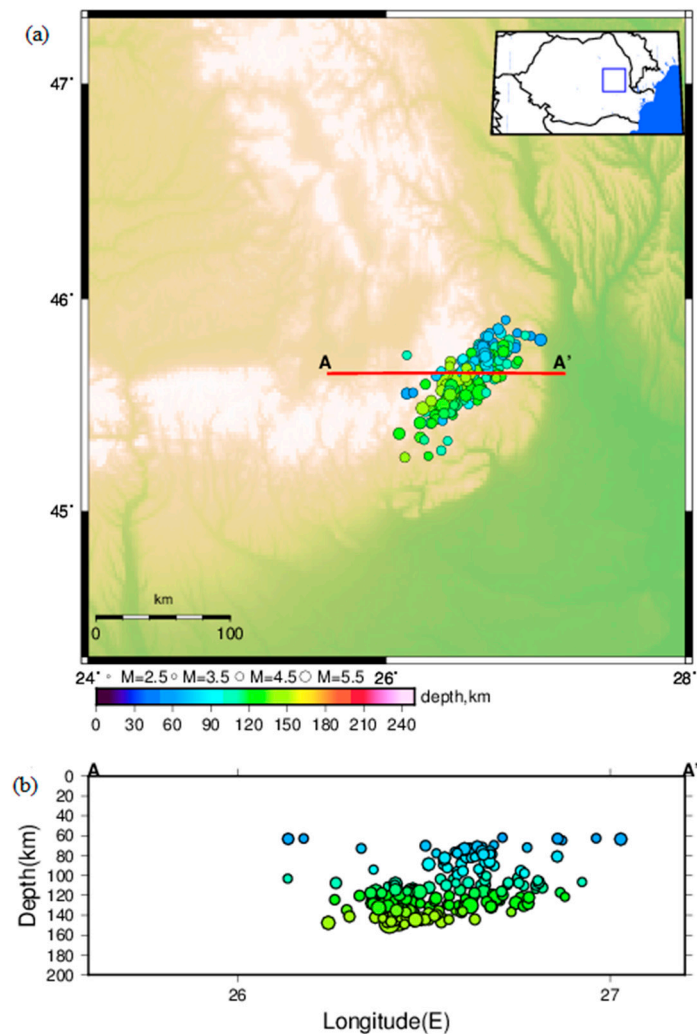 (a)
47°
46°
45°
A A'
km
0 100
24° 26° 28°
M=2.5 M=3.5 M=4.5 M=5.5
depth,km
0 30 60 90 120 150 180 210 240
(b)
A A'
0
20
40
60
80
100
120
140
160
180
200
Depth(km)
26 27
Longitude(E)